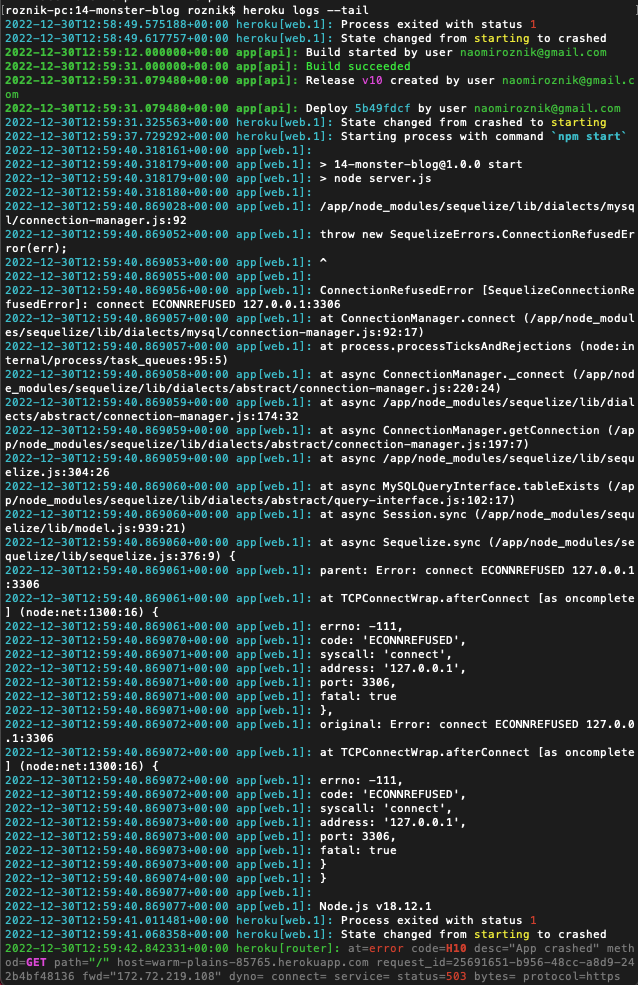 [roznik-pc:14-monster-blog roznik$ heroku logs --tail
2022-12-30T12:58:49.575188+00:00 heroku[web.1]: Process exited with status 1
2022-12-30T12:58:49.617757+00:00 heroku[web.1]: State changed from starting to crashed
2022-12-30T12:59:12.000000+00:00 app[api]: Build started by user naomiroznik@gmail.com
2022-12-30T12:59:31.000000+00:00 app[api]: Build succeeded
2022-12-30T12:59:31.079480+00:00 app[api]: Release v10 created by user naomiroznik@gmail.c
om
2022-12-30T12:59:31.079480+00:00 app[api]: Deploy 5b49fdcf by user naomiroznik@gmail.com
2022-12-30T12:59:31.325563+00:00 heroku[web.1]: State changed from crashed to starting
2022-12-30T12:59:37.729292+00:00 heroku[web.1]: Starting process with command `npm start`
2022-12-30T12:59:40.318161+00:00 app[web.1]:
2022-12-30T12:59:40.318179+00:00 app[web.1]: > 14-monster-blog@1.0.0 start
2022-12-30T12:59:40.318179+00:00 app[web.1]: > node server.js
2022-12-30T12:59:40.318180+00:00 app[web.1]:
2022-12-30T12:59:40.869028+00:00 app[web.1]: /app/node_modules/sequelize/lib/dialects/mysq
l/connection-manager.js:92
2022-12-30T12:59:40.869052+00:00 app[web.1]: throw new SequelizeErrors.ConnectionRefusedEr
ror(err);
2022-12-30T12:59:40.869053+00:00 app[web.1]: ^
2022-12-30T12:59:40.869055+00:00 app[web.1]:
2022-12-30T12:59:40.869056+00:00 app[web.1]: ConnectionRefusedError [SequelizeConnectionRe
fusedError]: connect ECONNREFUSED 127.0.0.1:3306
2022-12-30T12:59:40.869057+00:00 app[web.1]: at ConnectionManager.connect (/app/node_modul
es/sequelize/lib/dialects/mysql/connection-manager.js:92:17)
2022-12-30T12:59:40.869057+00:00 app[web.1]: at process.processTicksAndRejections (node:in
ternal/process/task_queues:95:5)
2022-12-30T12:59:40.869058+00:00 app[web.1]: at async ConnectionManager._connect (/app/nod
e_modules/sequelize/lib/dialects/abstract/connection-manager.js:220:24)
2022-12-30T12:59:40.869059+00:00 app[web.1]: at async /app/node_modules/sequelize/lib/dial
ects/abstract/connection-manager.js:174:32
2022-12-30T12:59:40.869059+00:00 app[web.1]: at async ConnectionManager.getConnection (/ap
p/node_modules/sequelize/lib/dialects/abstract/connection-manager.js:197:7)
2022-12-30T12:59:40.869059+00:00 app[web.1]: at async /app/node_modules/sequelize/lib/sequ
elize.js:304:26
2022-12-30T12:59:40.869060+00:00 app[web.1]: at async MySQLQueryInterface.tableExists (/ap
p/node_modules/sequelize/lib/dialects/abstract/query-interface.js:102:17)
2022-12-30T12:59:40.869060+00:00 app[web.1]: at async Session.sync (/app/node_modules/sequ
elize/lib/model.js:939:21)
2022-12-30T12:59:40.869060+00:00 app[web.1]: at async Sequelize.sync (/app/node_modules/se
quelize/lib/sequelize.js:376:9) {
2022-12-30T12:59:40.869061+00:00 app[web.1]: parent: Error: connect ECONNREFUSED 127.0.0.1
:3306
2022-12-30T12:59:40.869061+00:00 app[web.1]: at TCPConnectWrap.afterConnect [as oncomplete
] (node:net:1300:16) {
2022-12-30T12:59:40.869061+00:00 app[web.1]: errno: -111,
2022-12-30T12:59:40.869070+00:00 app[web.1]: code: 'ECONNREFUSED',
2022-12-30T12:59:40.869071+00:00 app[web.1]: syscall: 'connect',
2022-12-30T12:59:40.869071+00:00 app[web.1]: address: '127.0.0.1',
2022-12-30T12:59:40.869071+00:00 app[web.1]: port: 3306,
2022-12-30T12:59:40.869071+00:00 app[web.1]: fatal: true
2022-12-30T12:59:40.869071+00:00 app[web.1]: },
2022-12-30T12:59:40.869072+00:00 app[web.1]: original: Error: connect ECONNREFUSED 127.0.0
.1:3306
2022-12-30T12:59:40.869072+00:00 app[web.1]: at TCPConnectWrap.afterConnect [as oncomplete
] (node:net:1300:16) {
2022-12-30T12:59:40.869072+00:00 app[web.1]: errno: -111,
2022-12-30T12:59:40.869072+00:00 app[web.1]: code: 'ECONNREFUSED',
2022-12-30T12:59:40.869072+00:00 app[web.1]: syscall: 'connect',
2022-12-30T12:59:40.869073+00:00 app[web.1]: address: '127.0.0.1',
2022-12-30T12:59:40.869073+00:00 app[web.1]: port: 3306,
2022-12-30T12:59:40.869073+00:00 app[web.1]: fatal: true
2022-12-30T12:59:40.869073+00:00 app[web.1]: }
2022-12-30T12:59:40.869074+00:00 app[web.1]: }
2022-12-30T12:59:40.869077+00:00 app[web.1]:
2022-12-30T12:59:40.869077+00:00 app[web.1]: Node.js v18.12.1
2022-12-30T12:59:41.011481+00:00 heroku[web.1]: Process exited with status 1
2022-12-30T12:59:41.068358+00:00 heroku[web.1]: State changed from starting to crashed
2022-12-30T12:59:42.842331+00:00 heroku[router]: at=error code=H10 desc="App crashed" meth
od=GET path="/" host=warm-plains-85765.herokuapp.com request_id=25691651-b956-48cc-a8d9-24
2b4bf48136 fwd="172.72.219.108" dyno= connect= service= status=503 bytes= protocol=https